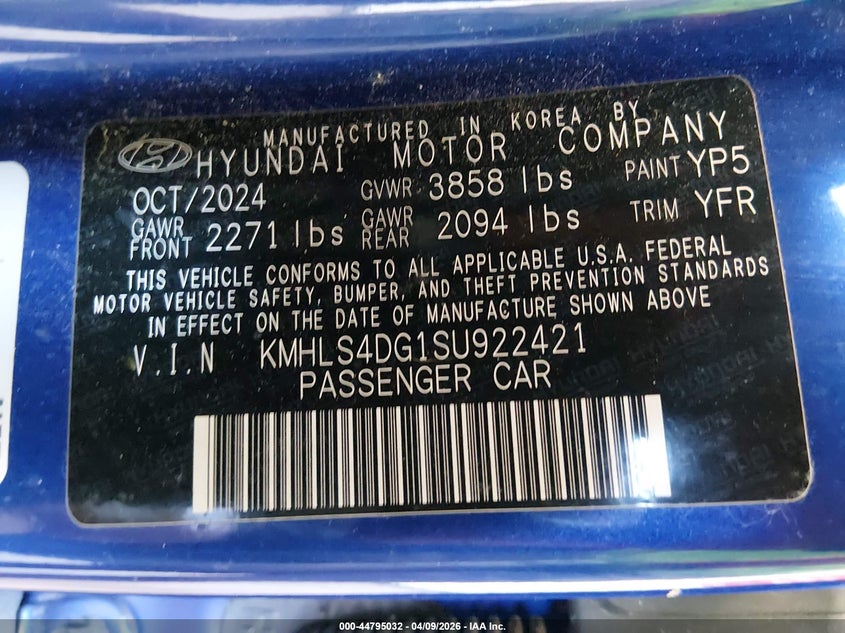 MANUFACTURED IN KOREA BY
HYUNDAI MOTOR COMPANY
OCT/2024 GVWR 3858 lbs PAINT YP5
GAWR FRONT 2271 lbs GAWR REAR 2094 lbs TRIM YFR
THIS VEHICLE CONFORMS TO ALL APPLICABLE U.S.A. FEDERAL
MOTOR VEHICLE SAFETY, BUMPER, AND THEFT PREVENTION STANDARDS
IN EFFECT ON THE DATE OF MANUFACTURE SHOWN ABOVE
V.I.N KMHLS4DG1SU922421
PASSENGER CAR
000-44795032 04/09/2026 - IAA Inc.